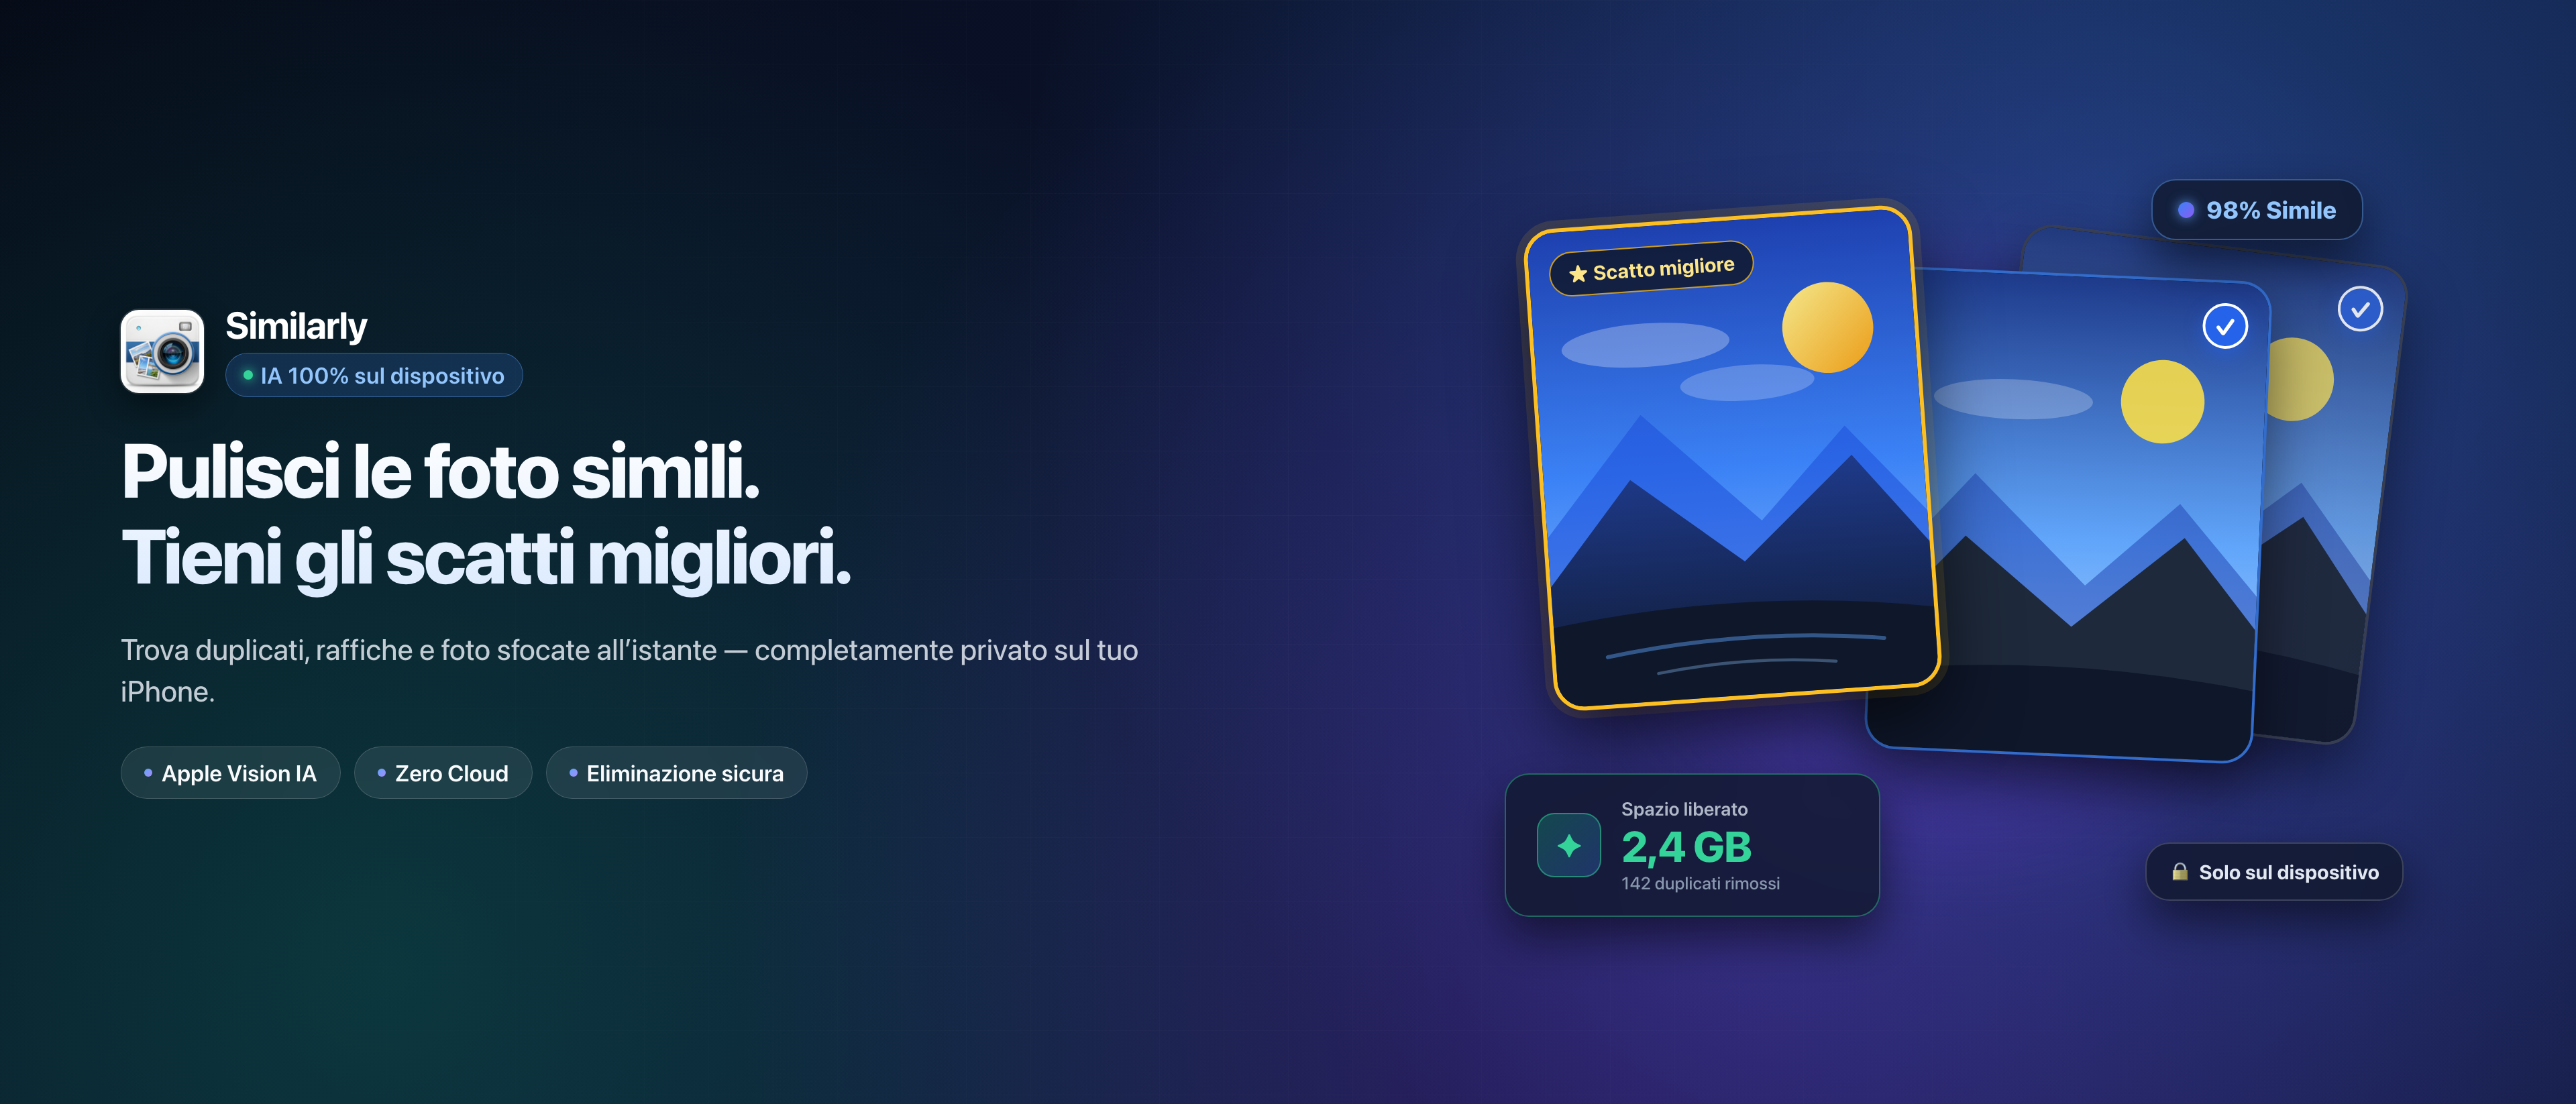 Similarly
IA 100% sul dispositivo
Pulisci le foto simili.
Tieni gli scatti migliori.
Trova duplicati, raffiche e foto sfocate all’istante — completamente privato sul tuo
iPhone.
Apple Vision IA
Zero Cloud
Eliminazione sicura
98% Simile
Scatto migliore
Spazio liberato
2,4 GB
142 duplicati rimossi
Solo sul dispositivo